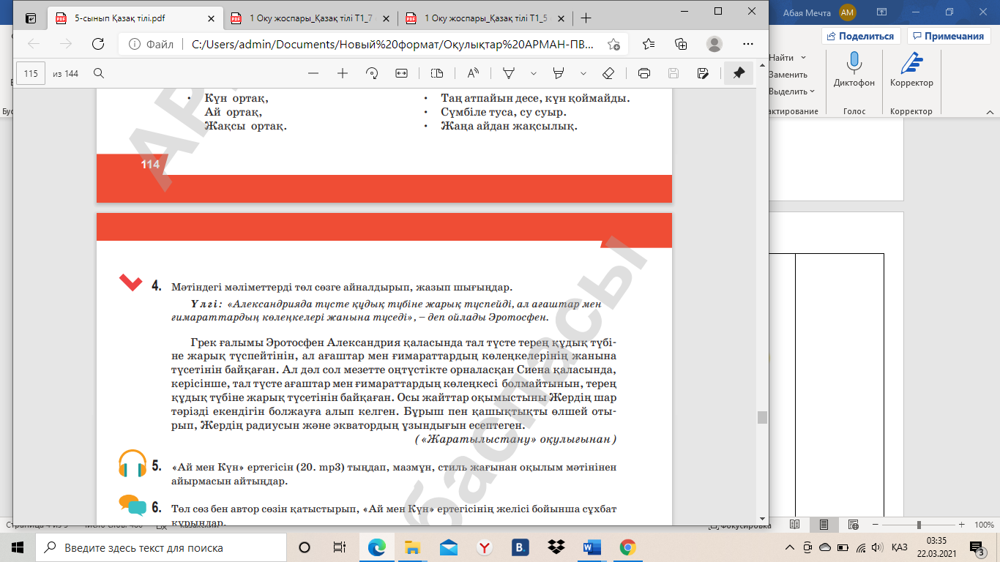 5-сынып Қазақ тілі.pdf
1 Оқу жоспары_Қазақ тілі Т1_7
1 Оқу жоспары_Қазақ тілі Т1_5
Абая Мечта
АМ
Файл
C:/Users/admin/Documents/Новый%20формат/Оқулықтар%20АРМАН-ПВ...
Поделиться
Примечания
115 из 144
Найти
Заменить
Выделить
Диктофон
Корректор
Голос
Корректор
• Күн ортақ,
Ай ортақ,
Жақсы ортақ.
• Таң атпайын десе, күн қоймайды.
• Сүмбіле туса, су суыр.
• Жаңа айдан жақсылық.
114
4. Мәтіндегі мәліметтерді төл сөзге айналдырып, жазып шығыңдар.
Үлгі: «Александрияда түсте құдық түбіне жарық түспейді, ал ағаштар мен
ғимараттардың көлеңкелері жанына түседі», – деп ойлады Эротосфен.
Грек ғалымы Эротосфен Александрия қаласында тал түсте терең құдық түбі-
не жарық түспейтінін, ал ағаштар мен ғимараттардың көлеңкелерінің жанына
түсетінін байқаған. Ал дәл сол мезетте оңтүстікте орналасқан Сиена қаласында,
керісінше, тал түсте ағаштар мен ғимараттардың көлеңкесі болмайтынын, терең
құдық түбіне жарық түсетінін байқаған. Осы жайттар оқымыстыны Жердің шар
тәрізді екендігін болжауға алып келген. Бұрыш пен қашықтықты өлшей оты-
рып, Жердің радиусын және экватордың ұзындығын есептеген.
(«Жаратылыстану» оқулығынан)
5. «Ай мен Күн» ертегісін (20. mp3) тыңдап, мазмұн, стиль жағынан оқылым мәтінінен
айырмасын айтыңдар.
6. Төл сөз бен автор сөзін қатыстырып, «Ай мен Күн» ертегісінің желісі бойынша сұхбат
құрыңдар.
баспасы
Фокусировка
100%
Введите здесь текст для поиска
ҚАЗ
03:35
22.03.2021
3